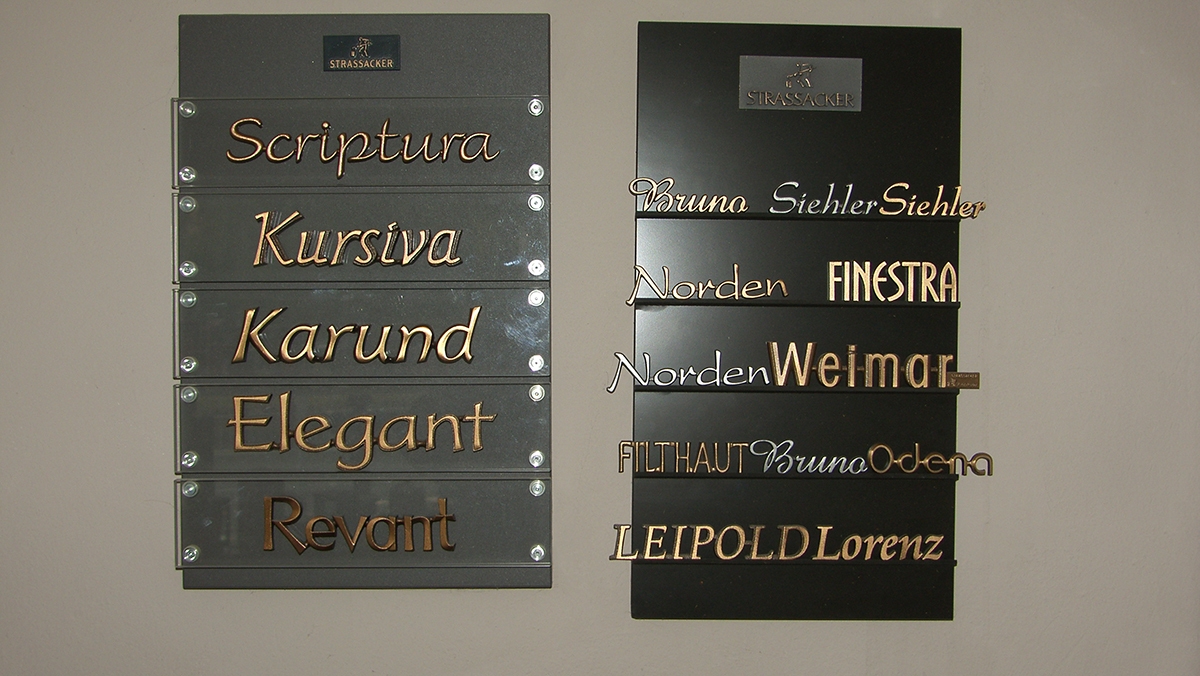 STRASSACKER
Scriptura
Kursiva
Karund
Elegant
Revant
STRASSACKER
Bruno Siehler Siehler
Norden FINESTRA
Norden Weimar
FILTHAUT Bruno Odena
LEIPOLD Lorenz